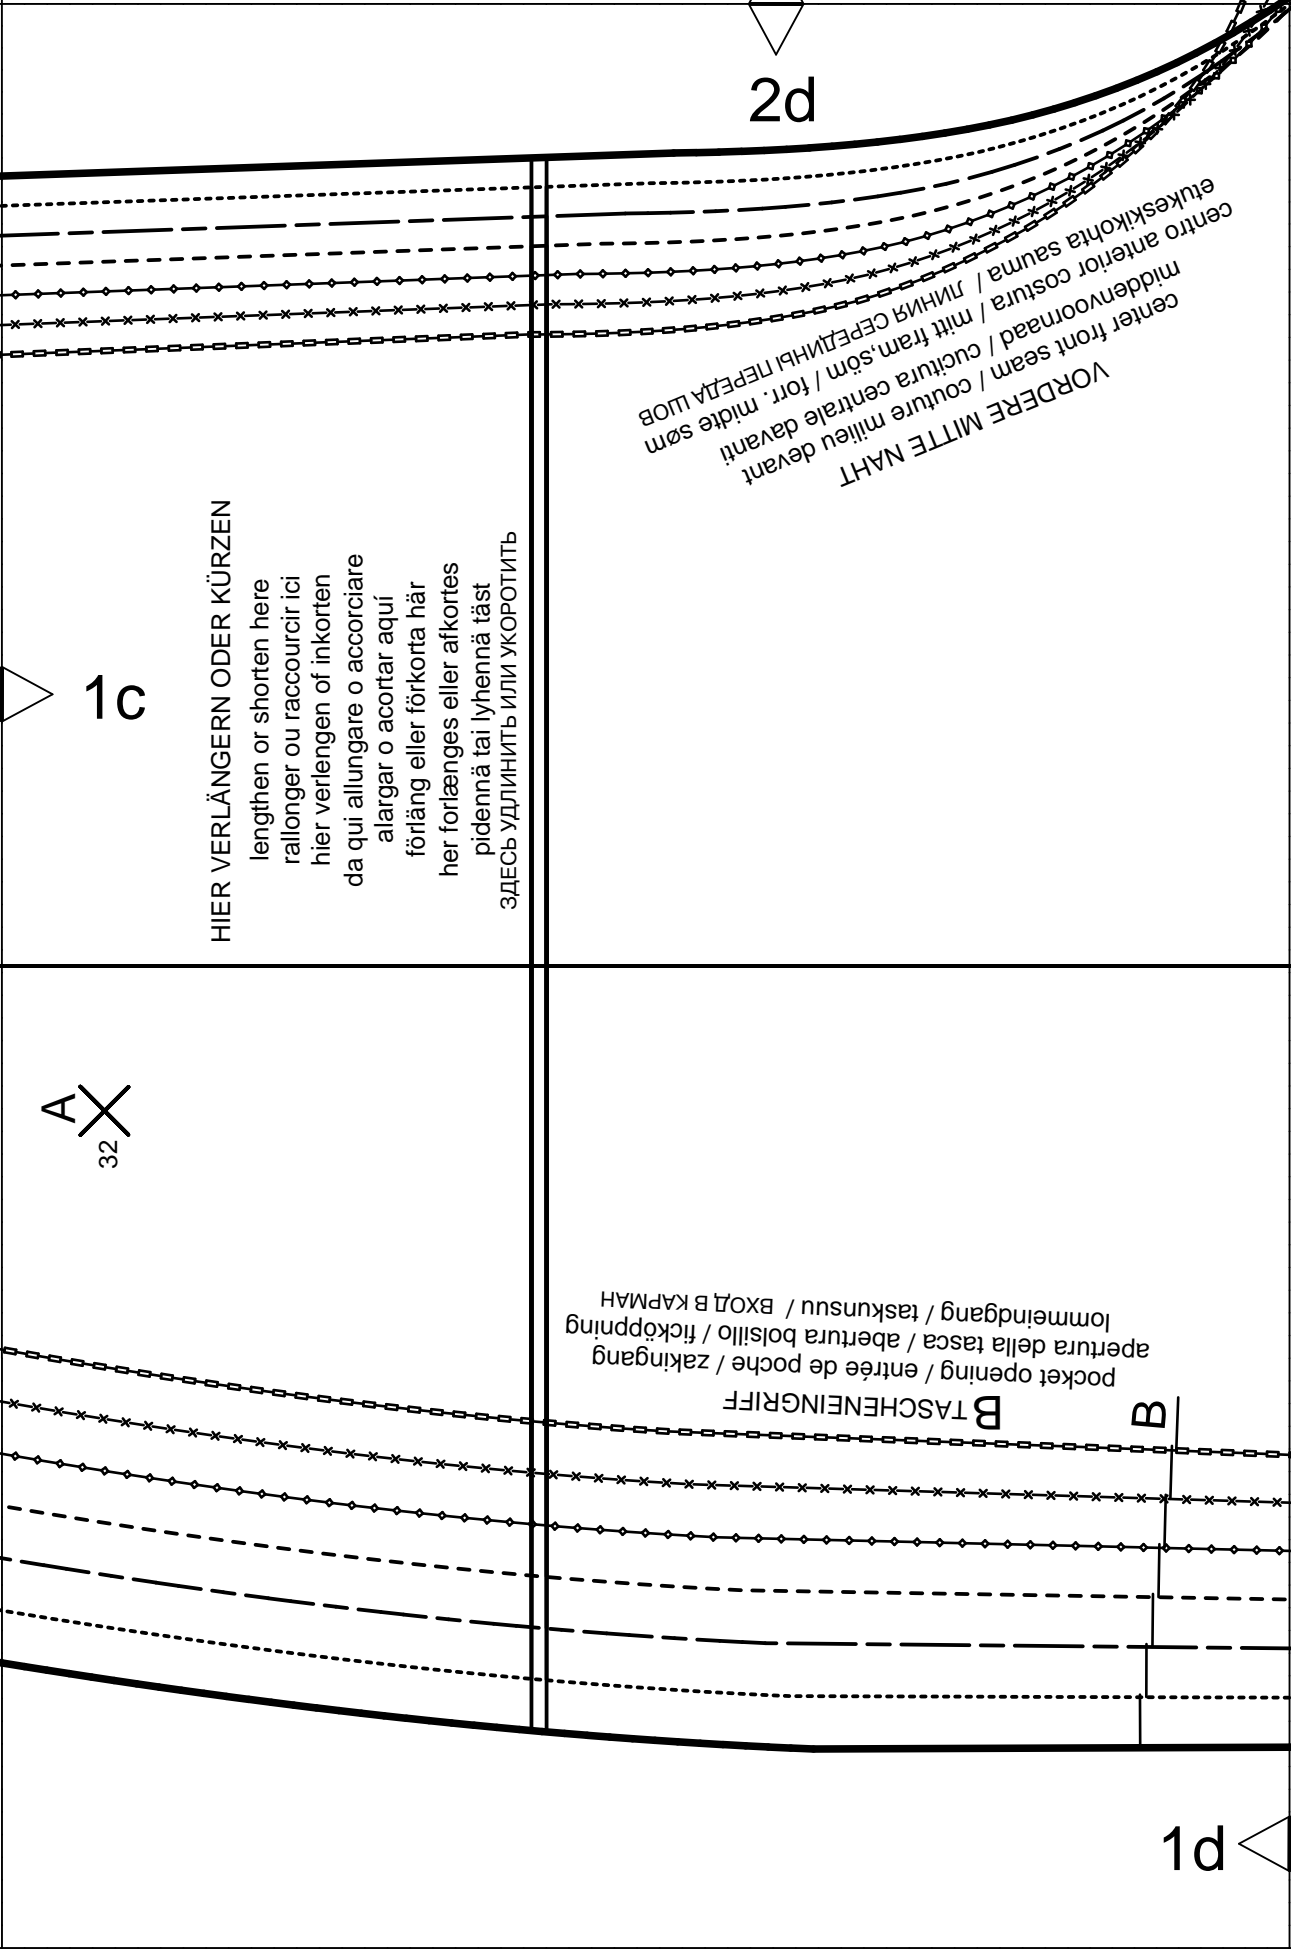 2d
VORDERE MITTE NAHT
center front seam / couture milieu devant
middenvoornaad / cucitura centrale davanti
centro anterior costura / mitt fram,söm / forr. midte søm
etukeskikohta sauma / ЛИНИЯ СЕРЕДИНЫ ПЕРЕДА ШОВ
1c
HIER VERLÄNGERN ODER KÜRZEN
lengthen or shorten here
rallonger ou raccourcir ici
hier verlengen of inkorten
da qui allungare o accorciare
alargar o acortar aquí
förläng eller förkorta här
her forlænges eller afkortes
pidennä tai lyhennä täst
ЗДЕСЬ УДЛИНИТЬ ИЛИ УКОРОТИТЬ
A
32
B TASCHENEINGRIFF
pocket opening / entrée de poche / zakingang
apertura della tasca / abertura bolsillo / ficköppning
lommeindgang / taskunsuu / ВХОД В КАРМАН
B
1d